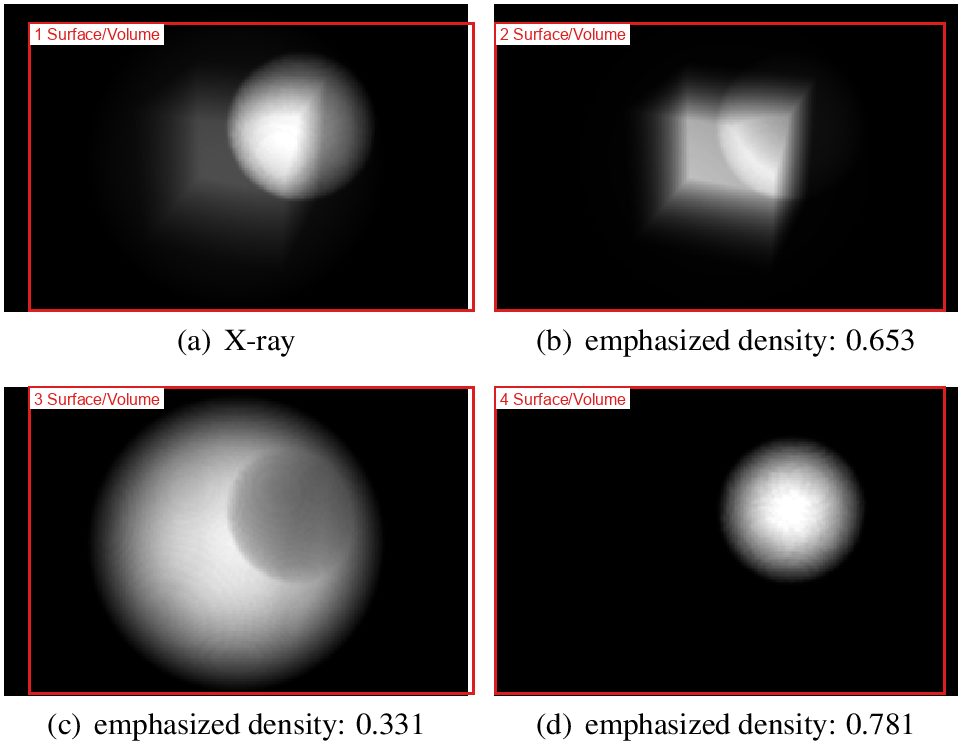 1 Surface/Volume
2 Surface/Volume
(a) X-ray
(b) emphasized density: 0.653
3 Surface/Volume
4 Surface/Volume
(c) emphasized density: 0.331
(d) emphasized density: 0.781